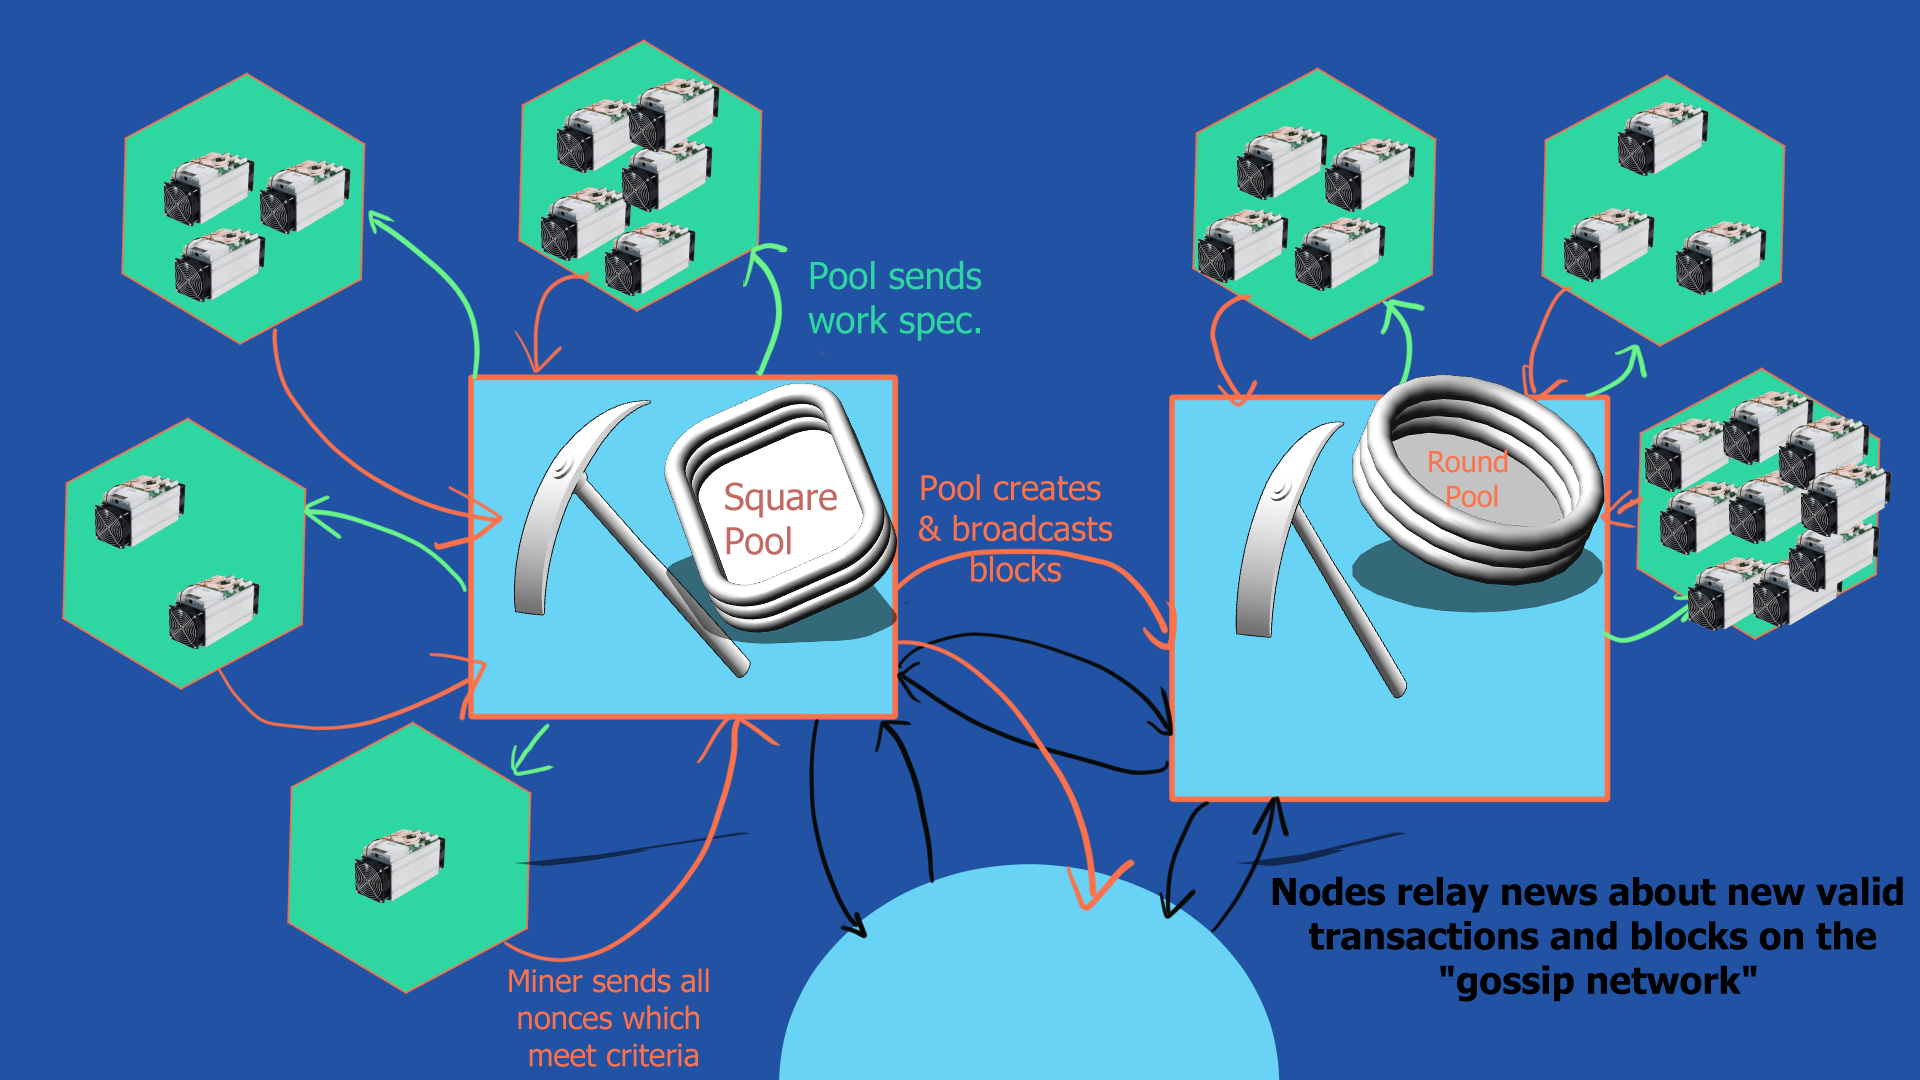 Pool sends
work spec.
Square
Pool
Pool creates
& broadcasts
blocks
Round
Pool
Nodes relay news about new valid
transactions and blocks on the
"gossip network"
Miner sends all
nonces which
meet criteria